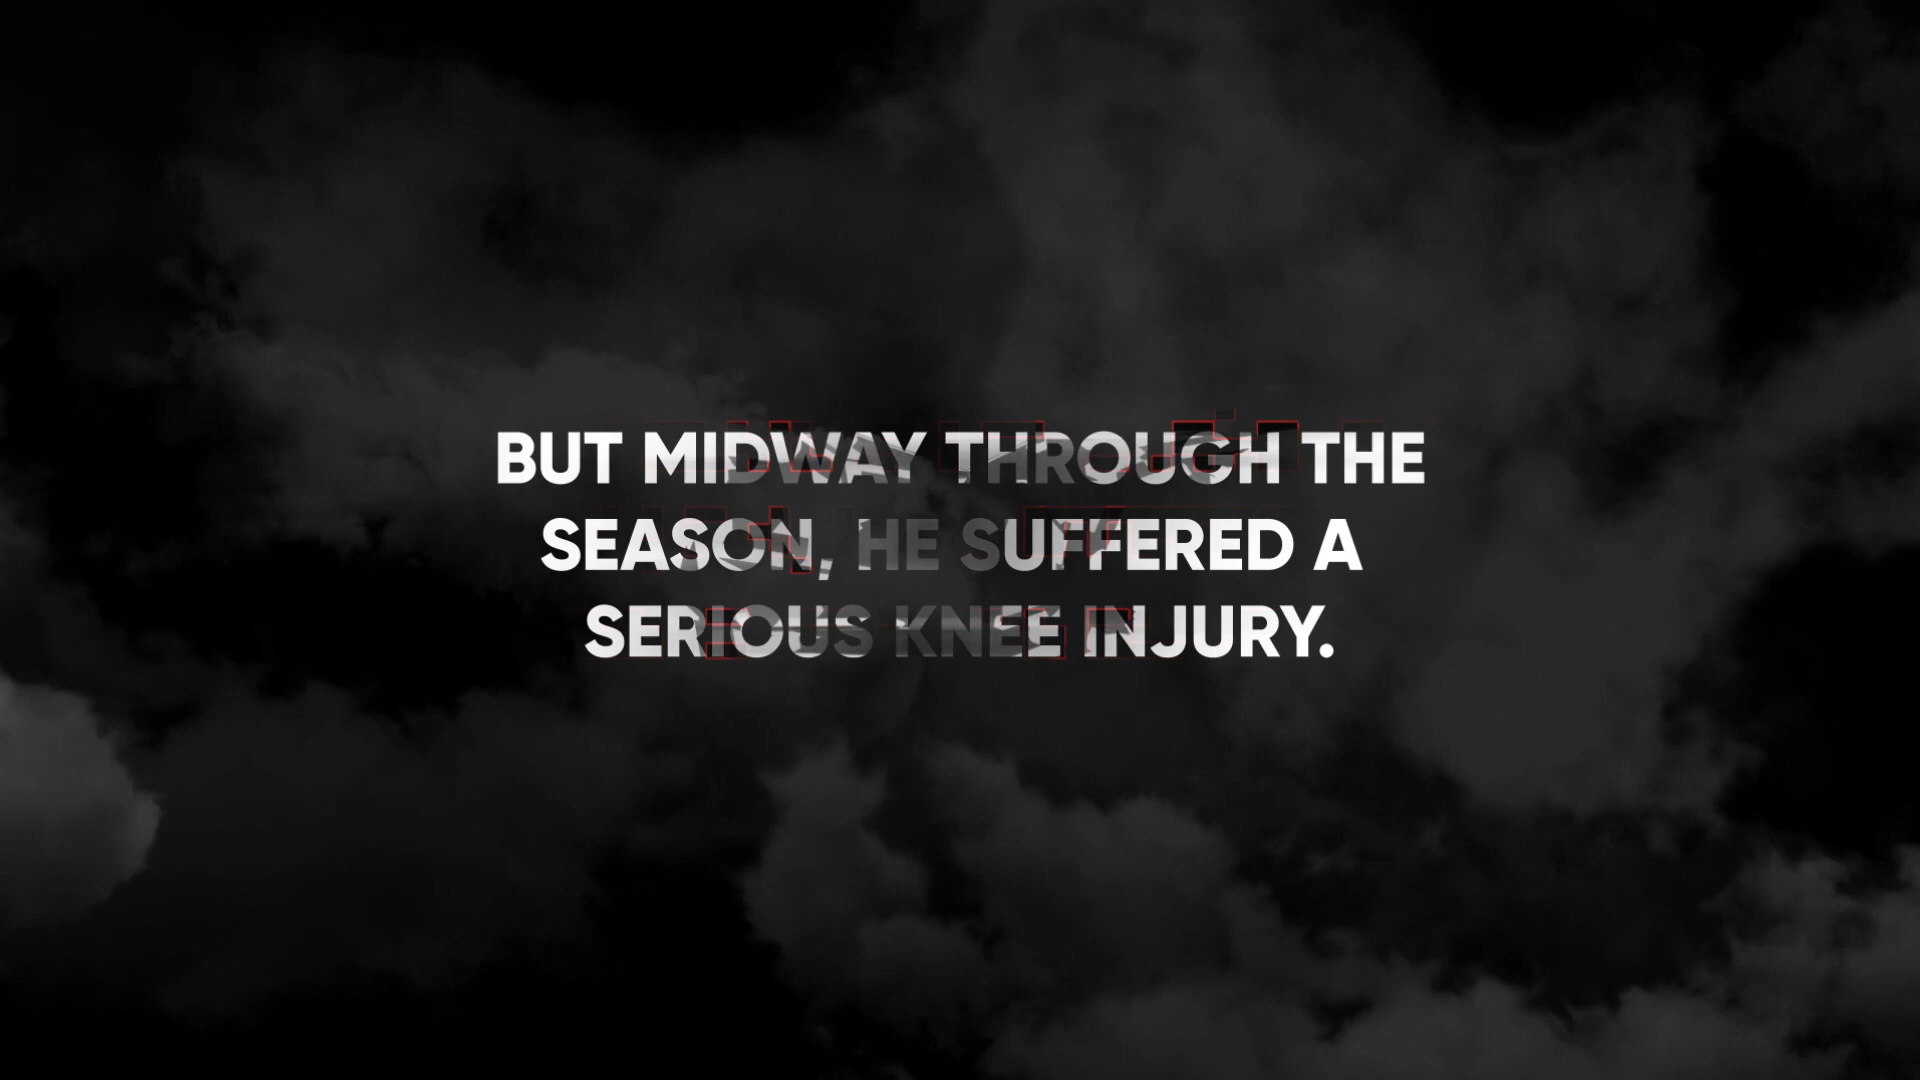 BUT MIDWAY THROUGH THE
SEASON, HE SUFFERED A
SERIOUS KNEE INJURY.